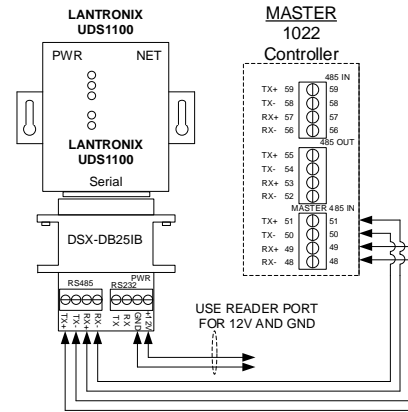 LANTRONIX
UDS1100
PWR NET
LANTRONIX
UDS1100
Serial
DSX-DB25IB
RS485
RS232
PWR
TX+
TX-
RX+
RX-
TX
RX
GND
+12V
USE READER PORT
FOR 12V AND GND
MASTER
1022
Controller
485 IN
TX+ 59 59
TX- 58 58
RX+ 57 57
RX- 56 56
485 OUT
TX+ 55
TX- 54
RX+ 53
RX- 52
MASTER 485 IN
TX+ 51 51
TX- 50 50
RX+ 49 49
RX- 48 48